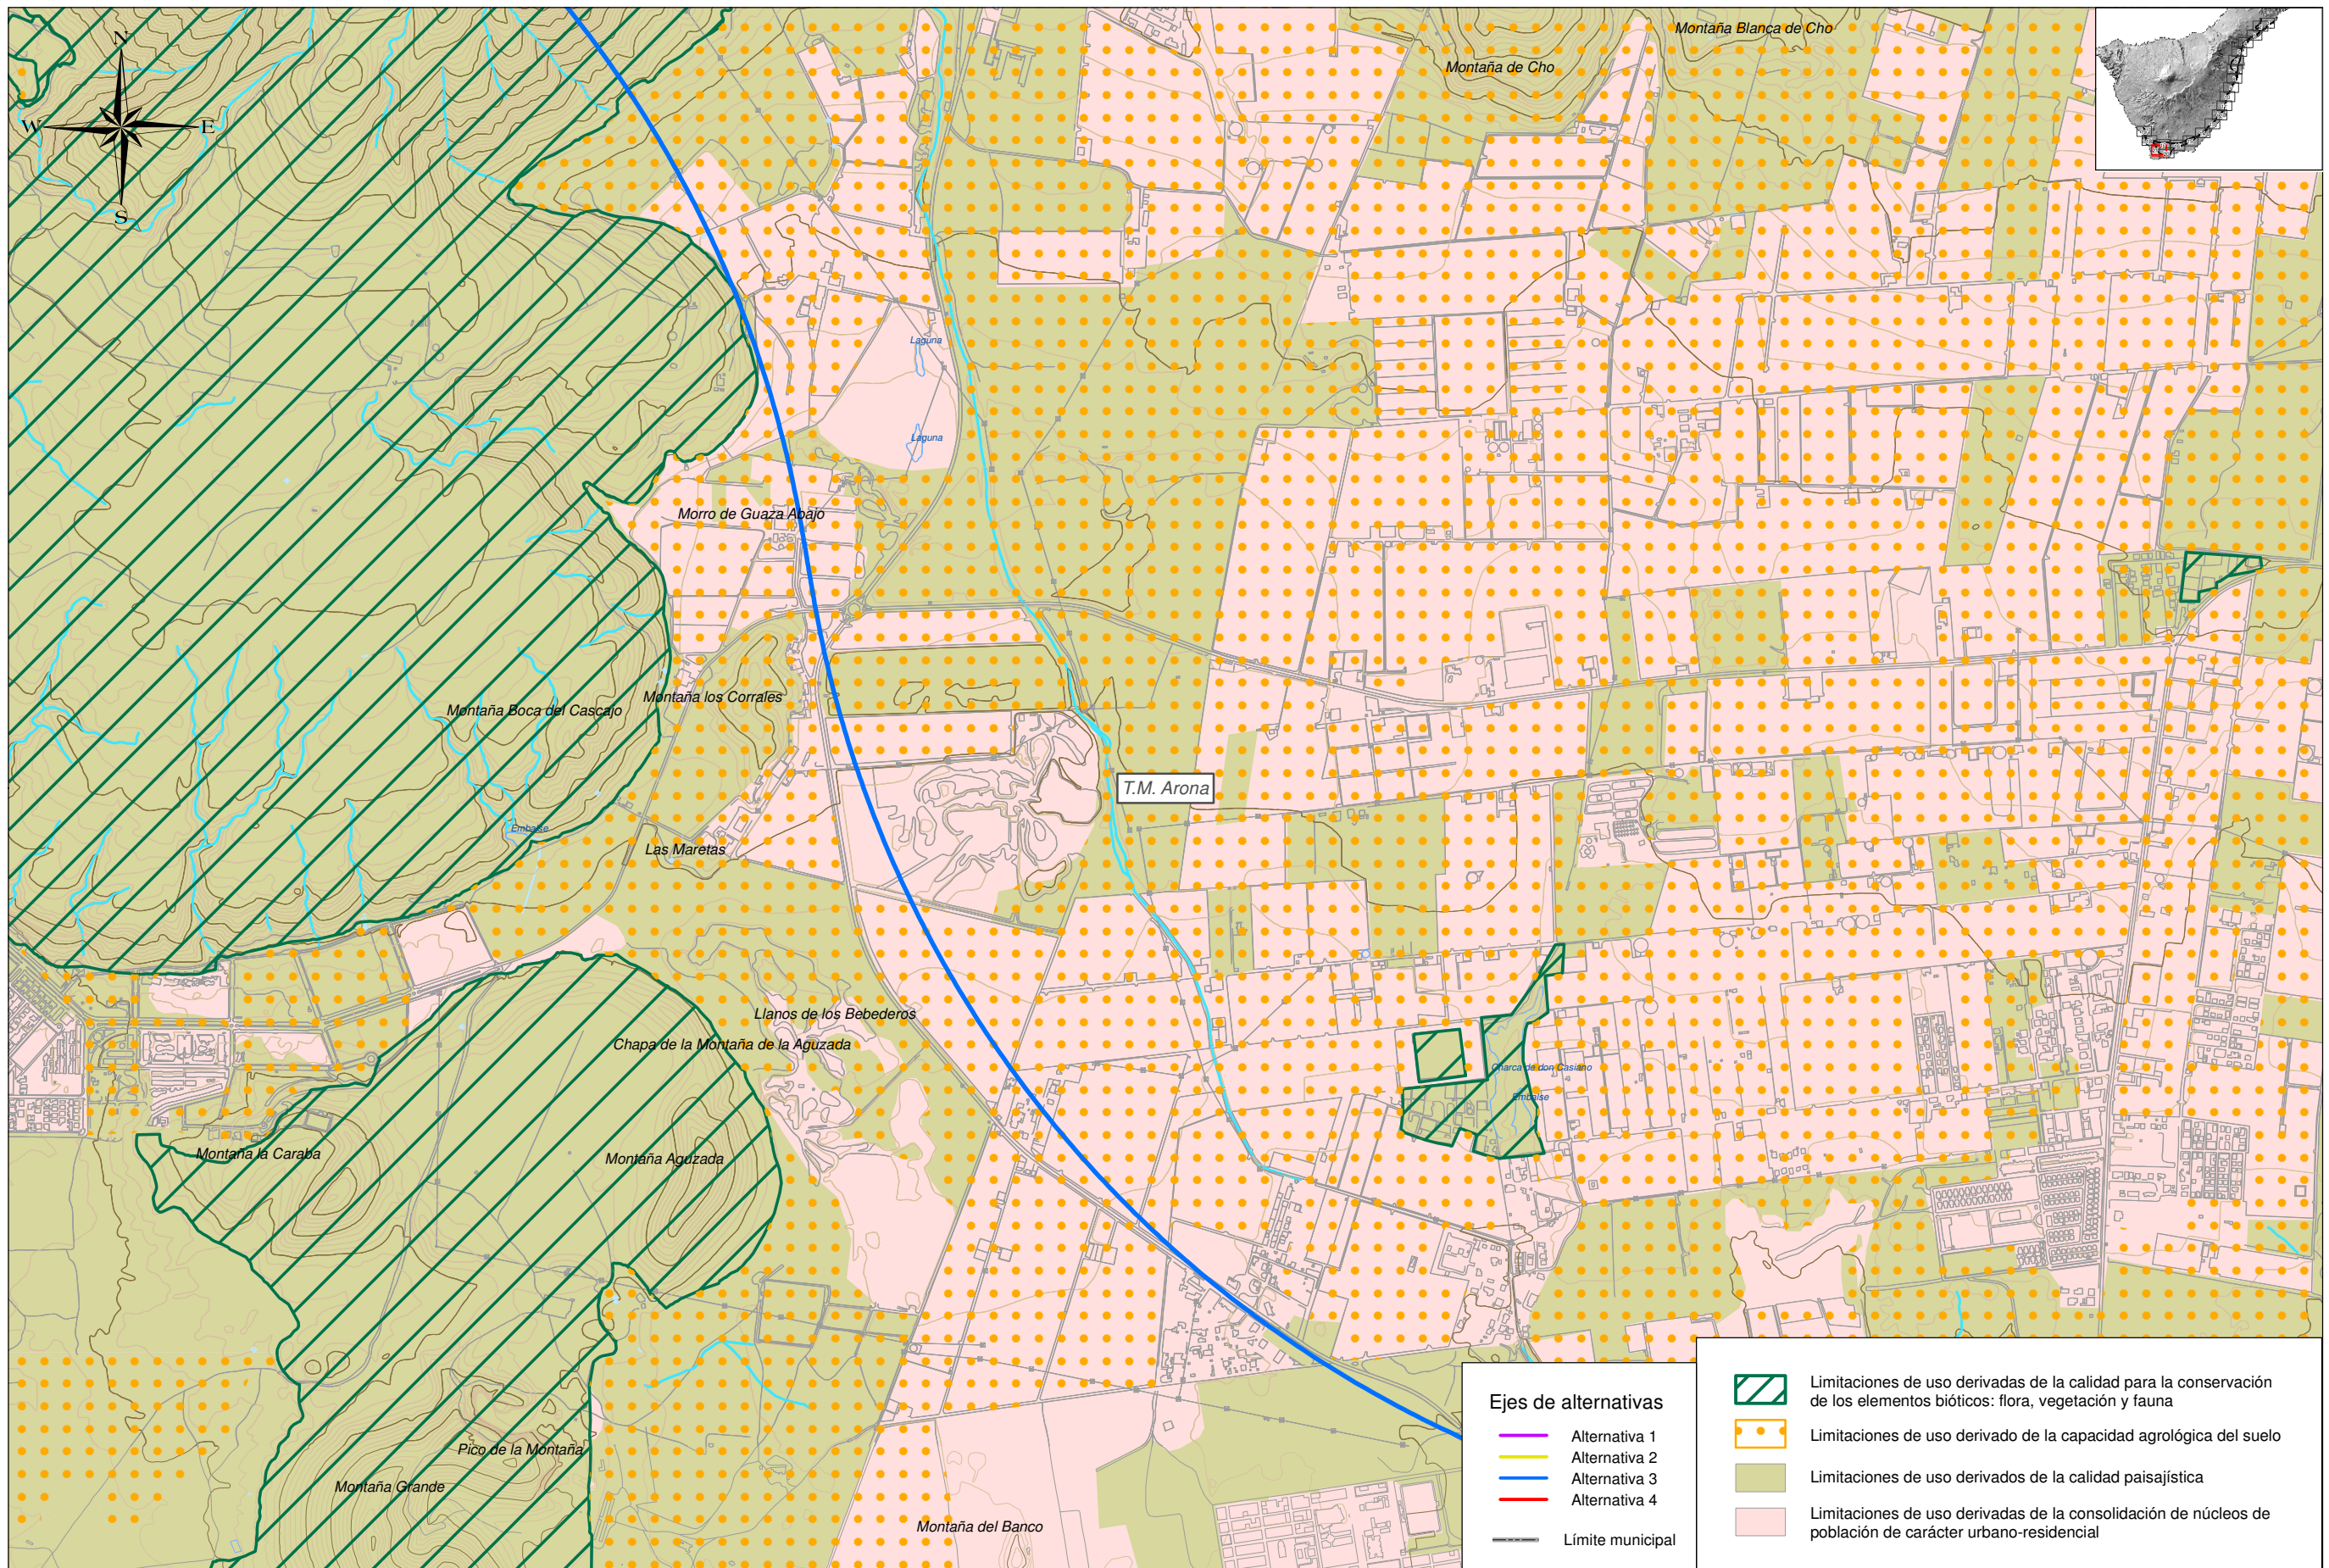 Montaña Blanca de Cho
Montaña de Cho
N
W
E
S
Laguna
Laguna
Morro de Guaza Abajo
Montaña los Corrales
Montaña Boca del Cascajo
T.M. Arona
Embalse
Las Maretas
Llanos de los Bebederos
Chapa de la Montaña de la Aguzada
Charca de don Casiano
Embalse
Montaña la Caraba
Montaña Aguzada
Pico de la Montaña
Montaña Grande
Montaña del Banco
Ejes de alternativas
Alternativa 1
Alternativa 2
Alternativa 3
Alternativa 4
Límite municipal
Limitaciones de uso derivadas de la calidad para la conservación
de los elementos bióticos: flora, vegetación y fauna
Limitaciones de uso derivado de la capacidad agrológica del suelo
Limitaciones de uso derivados de la calidad paisajística
Limitaciones de uso derivadas de la consolidación de núcleos de
población de carácter urbano-residencial